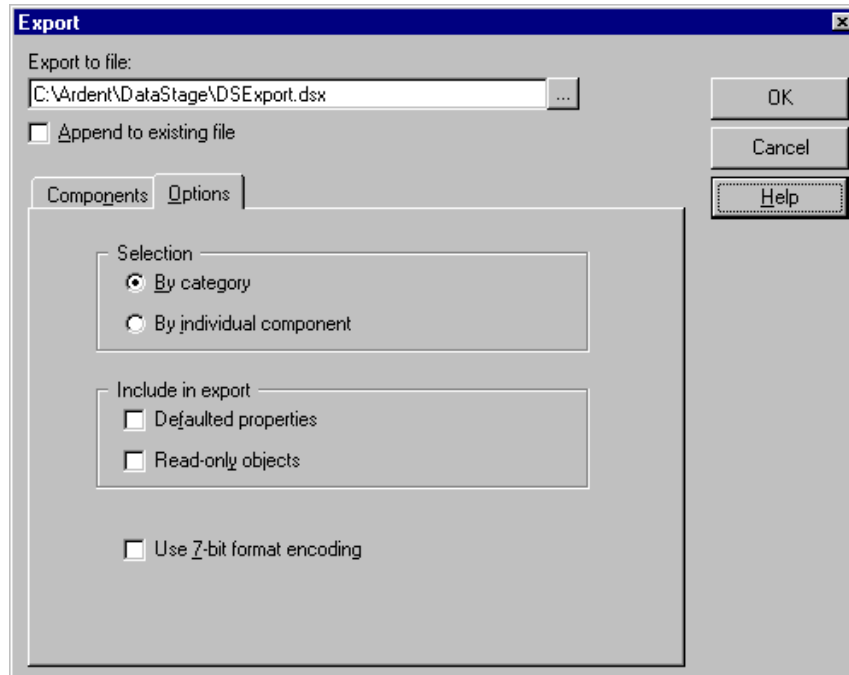 Export
Export to file:
C:\Ardent\DataStage\DSExport.dsx
...
OK
Append to existing file
Cancel
Components
Options
Help
Selection
By category
By individual component
Include in export
Defaulted properties
Read-only objects
Use 7-bit format encoding